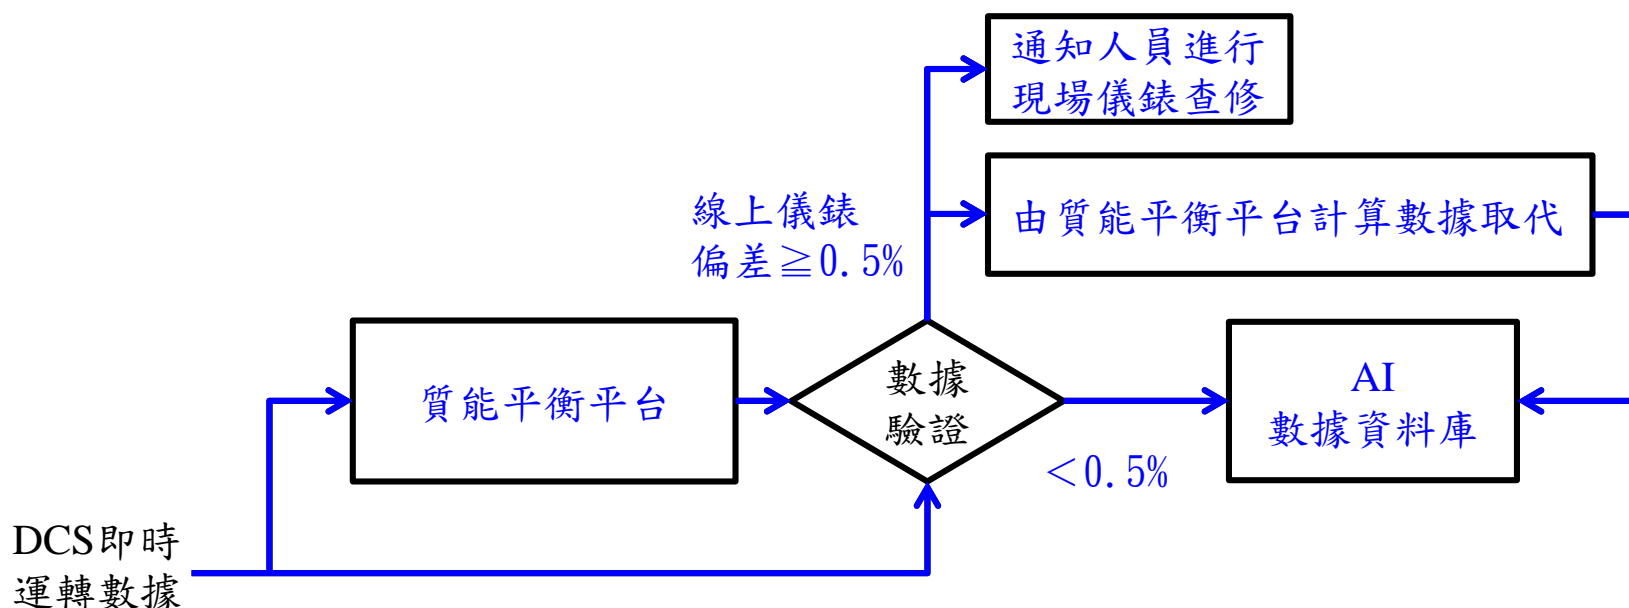 通知人員進行
現場儀錶查修
線上儀錶
偏差≧0.5%
由質能平衡平台計算數據取代
質能平衡平台
數據
驗證
AI
數據資料庫
<0.5%
DCS即時
運轉數據